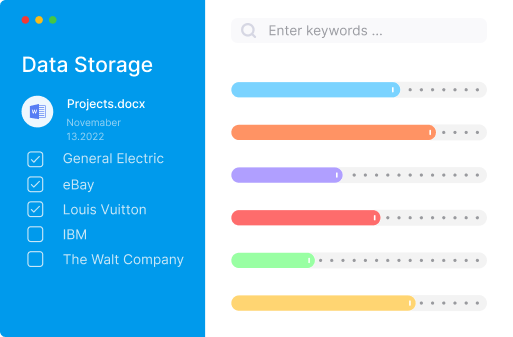 Data Storage
Projects.docx
Novemaber
13.2022
General Electric
eBay
Louis Vuitton
IBM
The Walt Company
Enter keywords ...